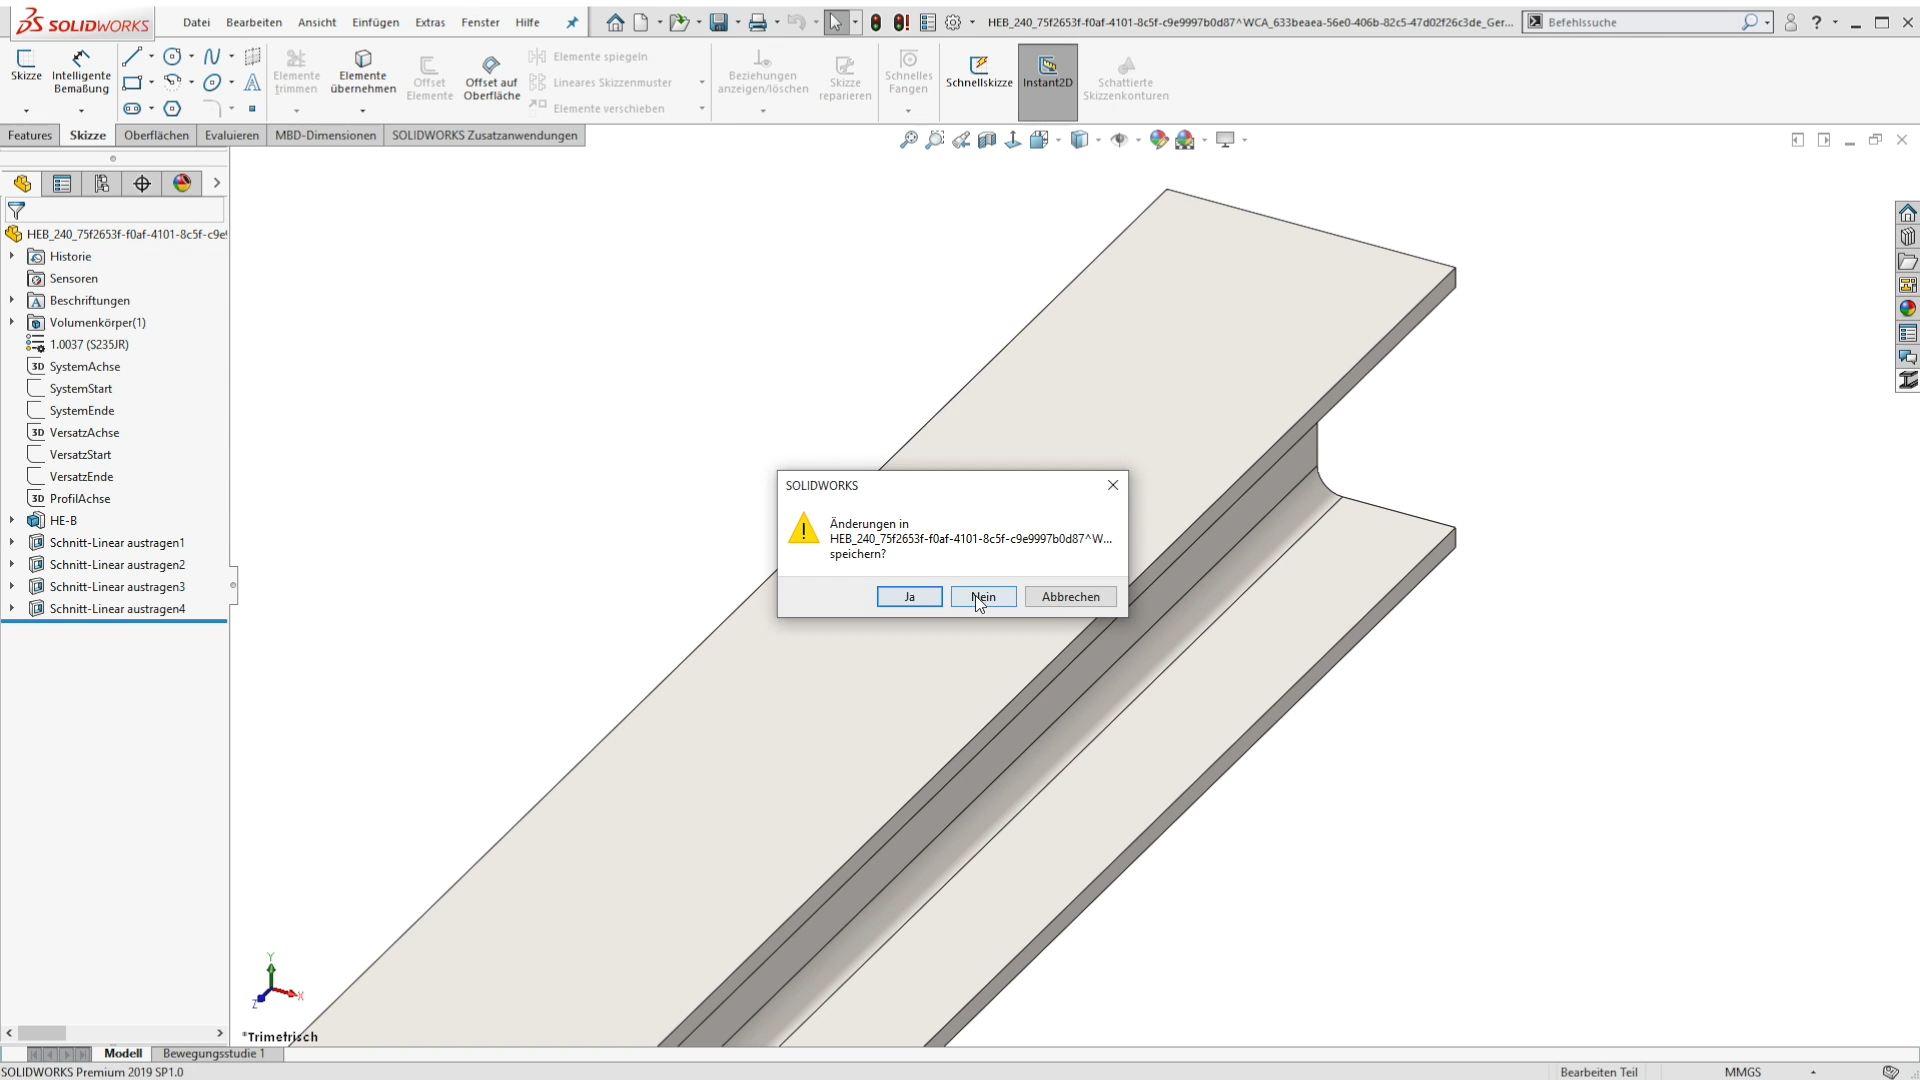 SOLIDWORKS
Datei Bearbeiten Ansicht Einfügen Extras Fenster Hilfe
HEB_240_75f2653f-f0af-4101-8c5f-c9e9997b0d87^WCA_633beaea-56e0-406b-82c5-47d02f26c3de_Ger...
Befehlssuche
Skizze
Intelligente
Bemaßung
Elemente
trimmen
Elemente
übernehmen
Offset
Elemente
Offset auf
Oberfläche
Elemente spiegeln
Lineares Skizzenmuster
Elemente verschieben
Beziehungen
anzeigen/löschen
Skizze
reparieren
Schnelles
Fangen
Schnellskizze
Instant2D
Schattierte
Skizzenkonturen
Features Skizze Oberflächen Evaluieren MBD-Dimensionen SOLIDWORKS Zusatzanwendungen
HEB_240_75f2653f-f0af-4101-8c5f-c9e9
Historie
Sensoren
Beschriftungen
Volumenkörper(1)
1.0037 (S235JR)
3D SystemAchse
SystemStart
SystemEnde
3D VersatzAchse
VersatzStart
VersatzEnde
3D ProfilAchse
HE-B
Schnitt-Linear austragen1
Schnitt-Linear austragen2
Schnitt-Linear austragen3
Schnitt-Linear austragen4
SOLIDWORKS
Änderungen in
HEB_240_75f2653f-f0af-4101-8c5f-c9e9997b0d87^W...
speichern?
Ja Nein Abbrechen
Y
X
Z
*Trimetrisch
Modell Bewegungsstudie 1
SOLIDWORKS Premium 2019 SP1.0
Bearbeiten Teil
MMGS